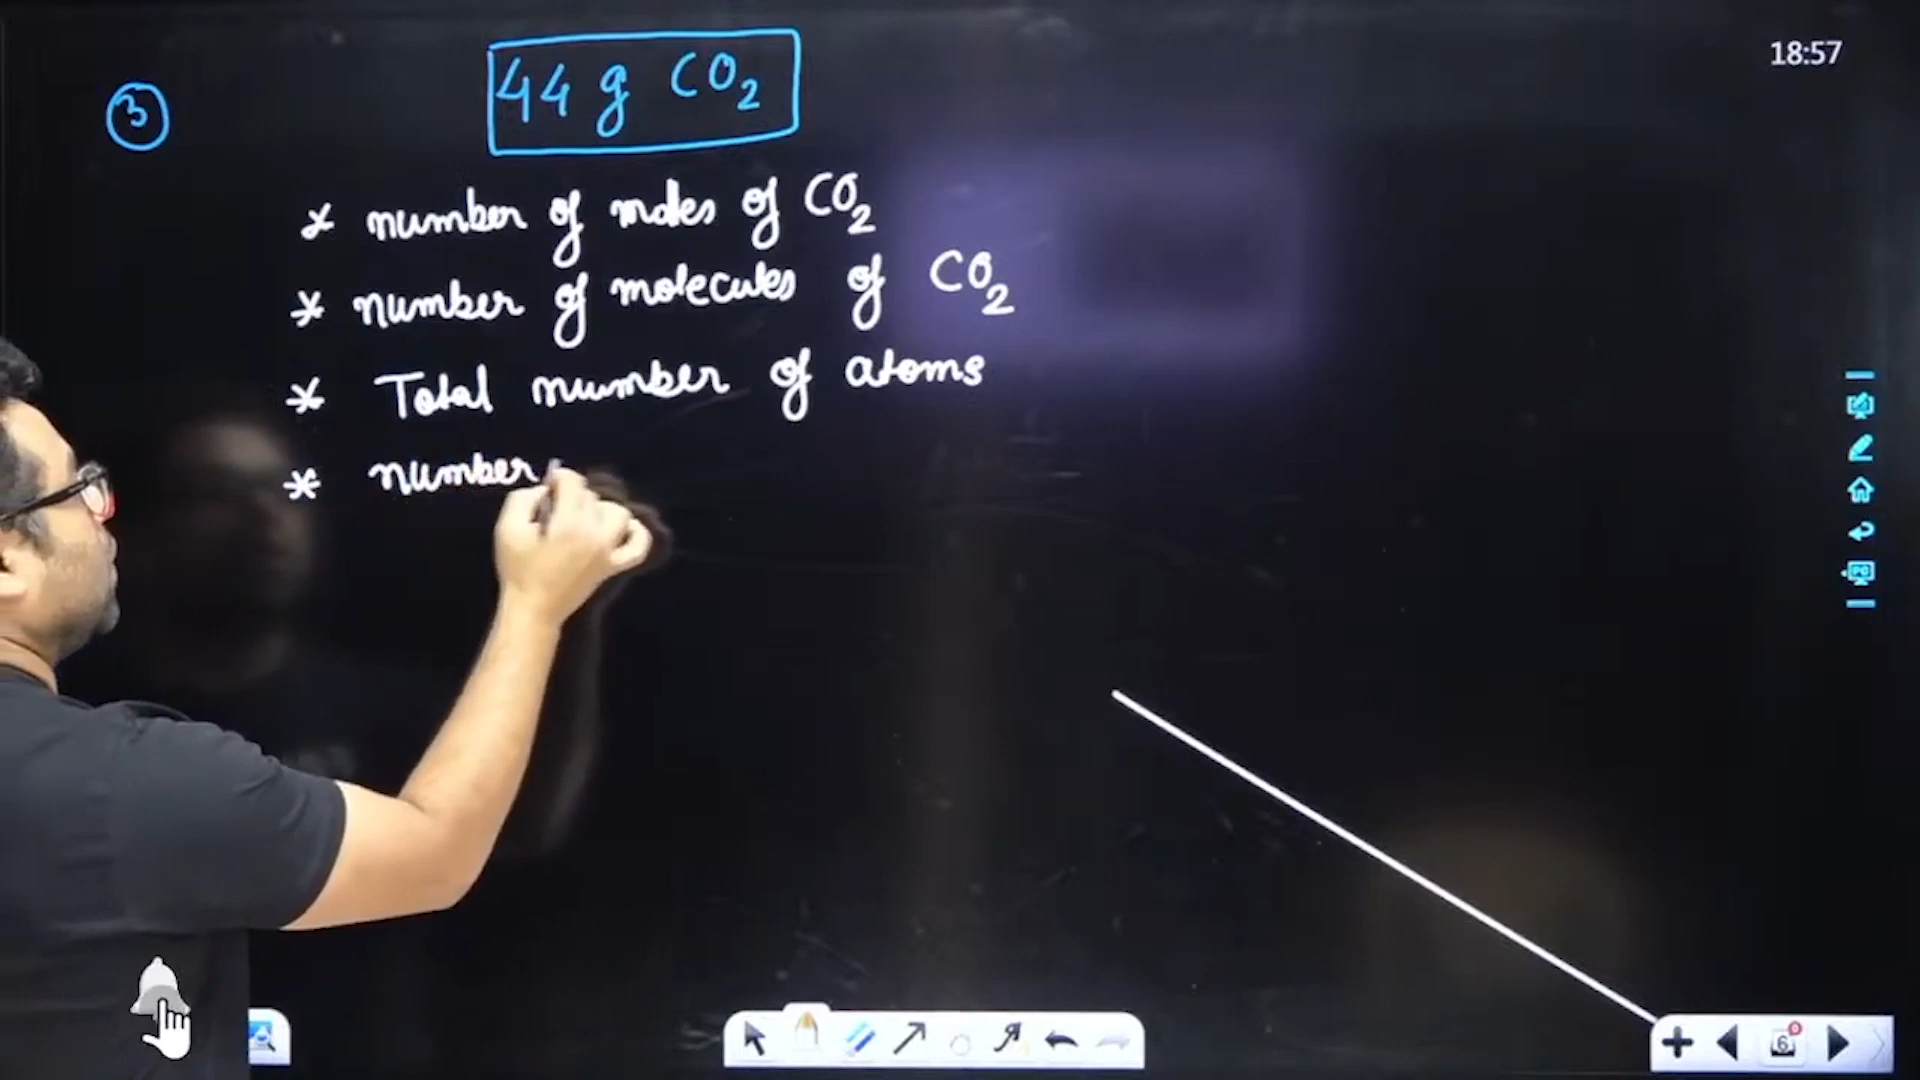 18:57
3
44 g CO2
* number of moles of CO2
* number of molecules of CO2
* Total number of atoms
* number
6